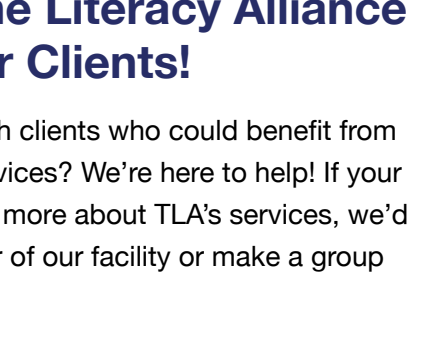 he Literacy Alliance
r Clients!
h clients who could benefit from
vices? We’re here to help! If your
more about TLA’s services, we’d
r of our facility or make a group